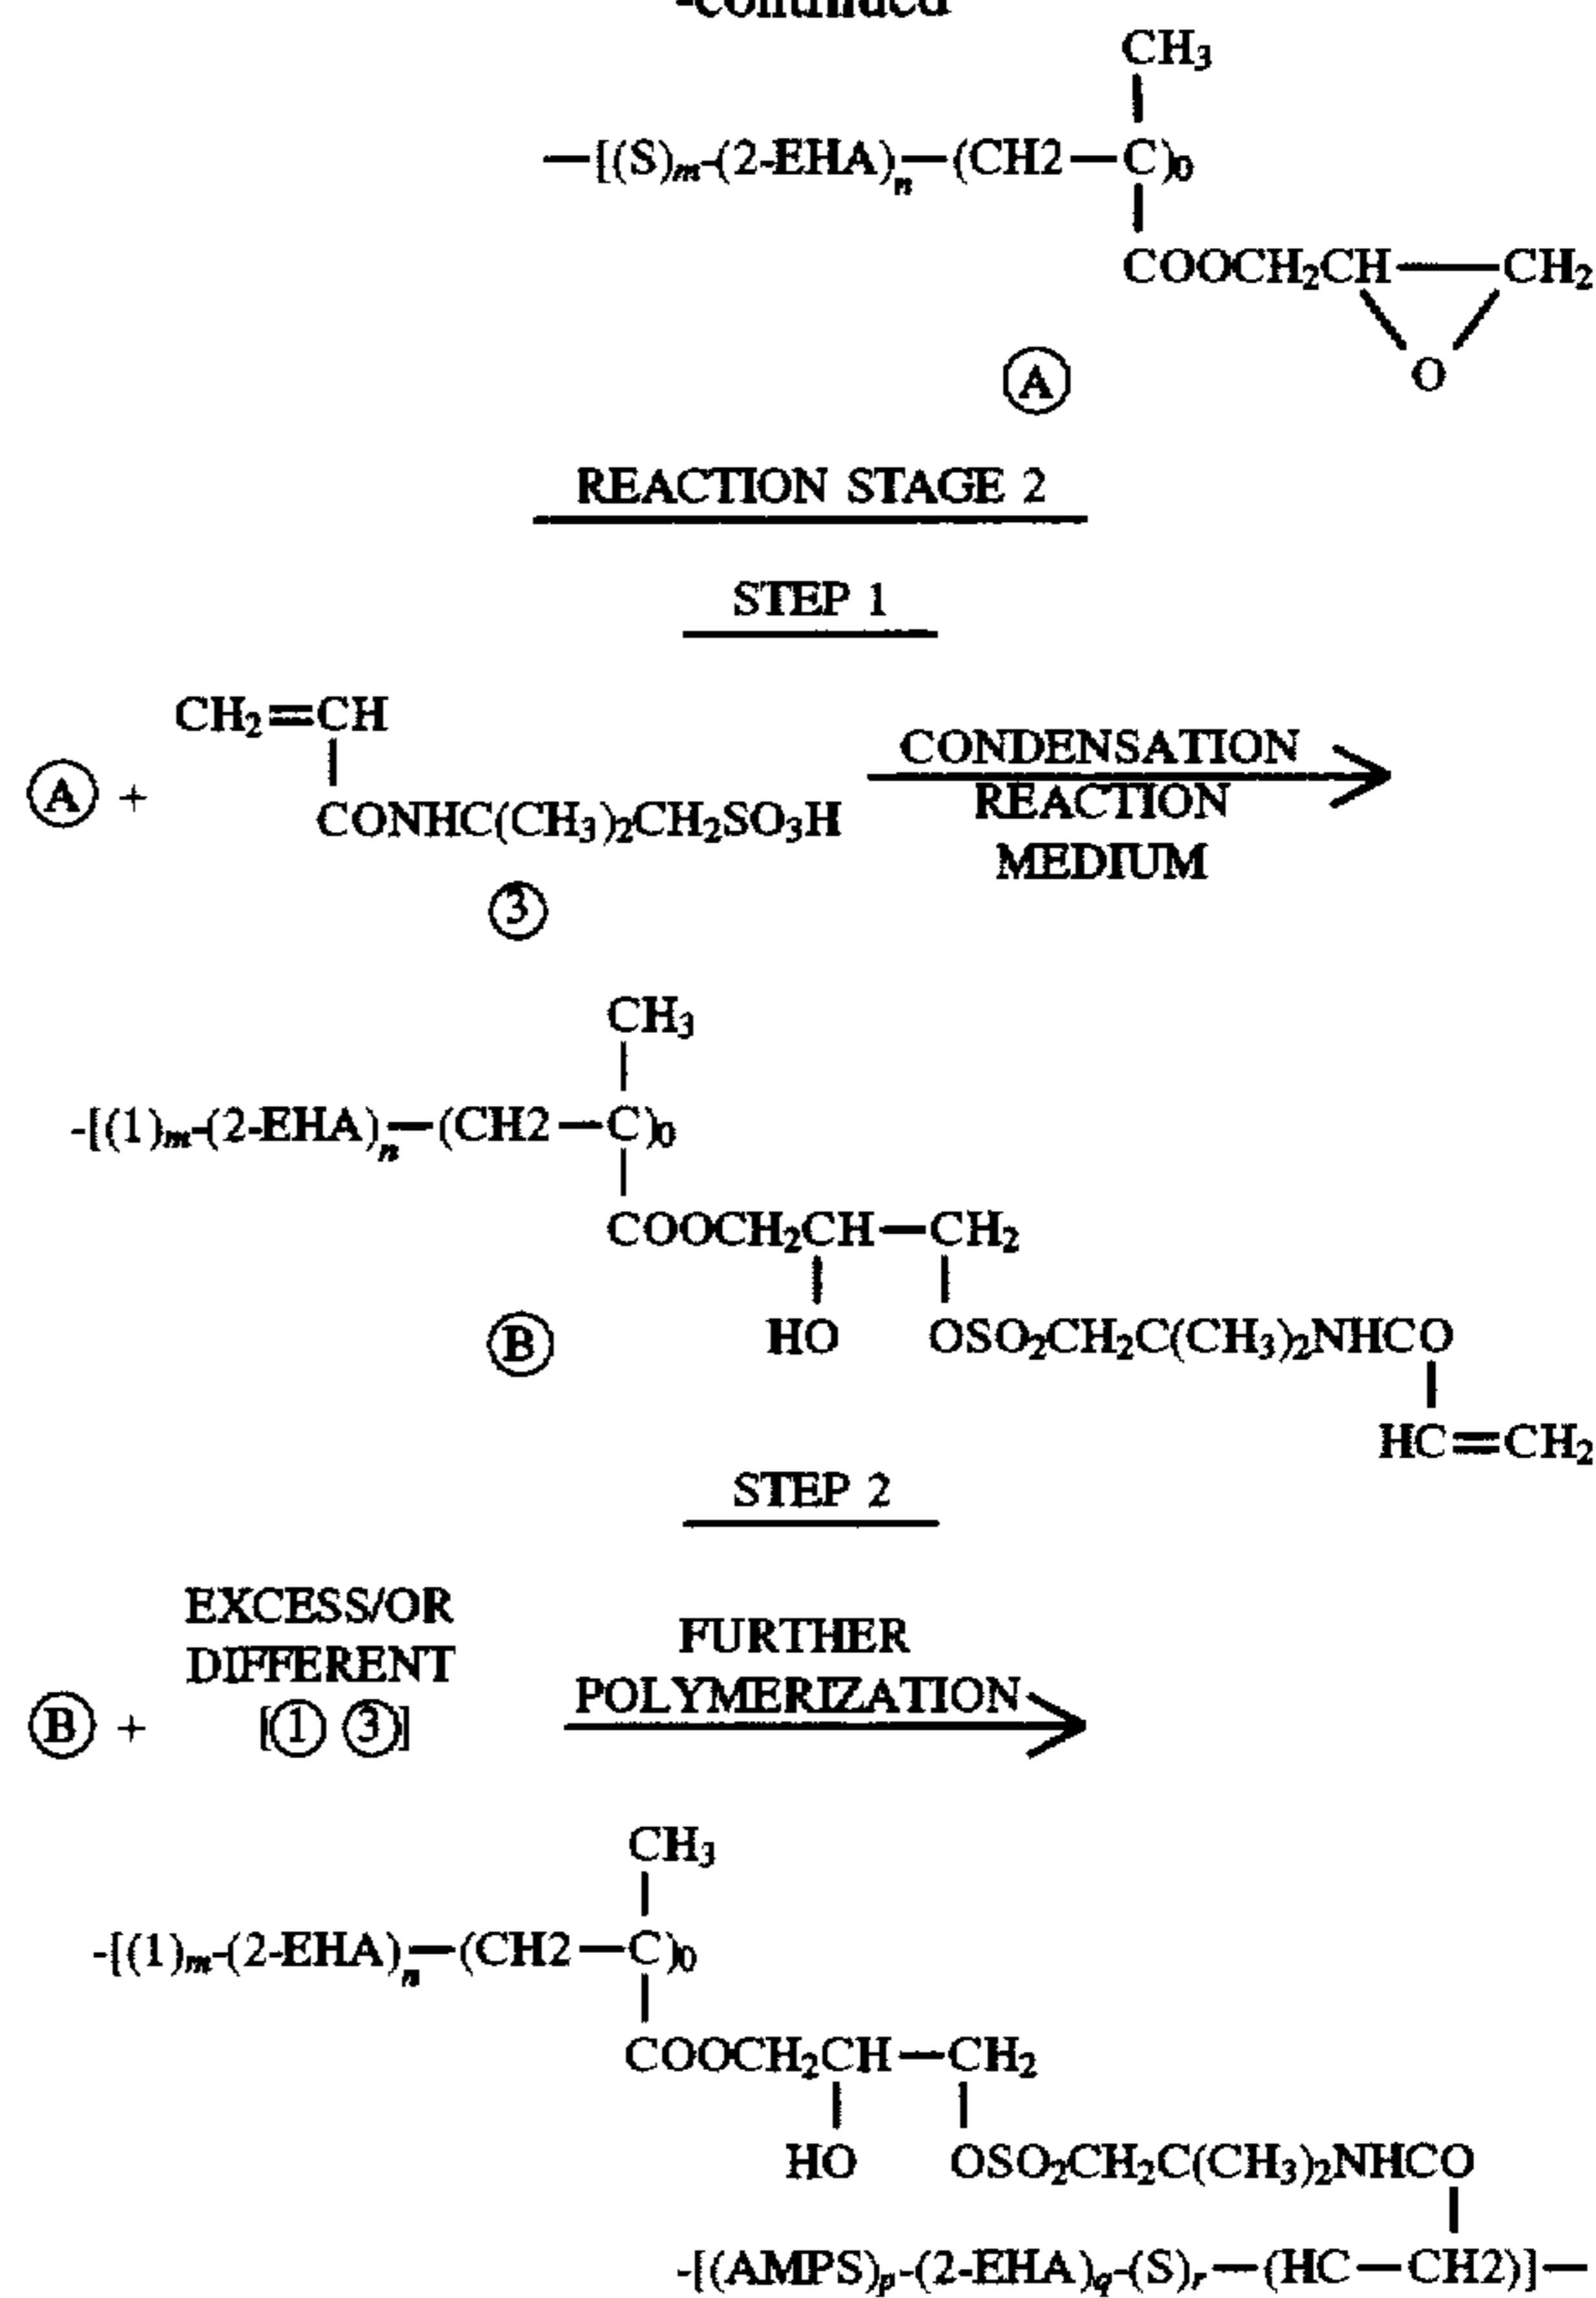 -continued
CH3
—[(S)m-(2-EHA)n—(CH2—C)0
COOCH2CH—CH2
O
A
REACTION STAGE 2
STEP 1
CH2=CH
A + CONHC(CH3)2CH2SO3H
3
CONDENSATION
REACTION
MEDIUM
CH3
-[(1)m-(2-EHA)n—(CH2—C)0
COOCH2CH—CH2
B HO OSO2CH2C(CH3)2NHCO
HC=CH2
STEP 2
EXCESS/OR
DIFFERENT
B + [1 3]
FURTHER
POLYMERIZATION
CH3
-[(1)m-(2-EHA)n—(CH2—C)0
COOCH2CH—CH2
HO OSO2CH2C(CH3)2NHCO
-[(AMPS)p-(2-EHA)q-(S)r—(HC—CH2)]—